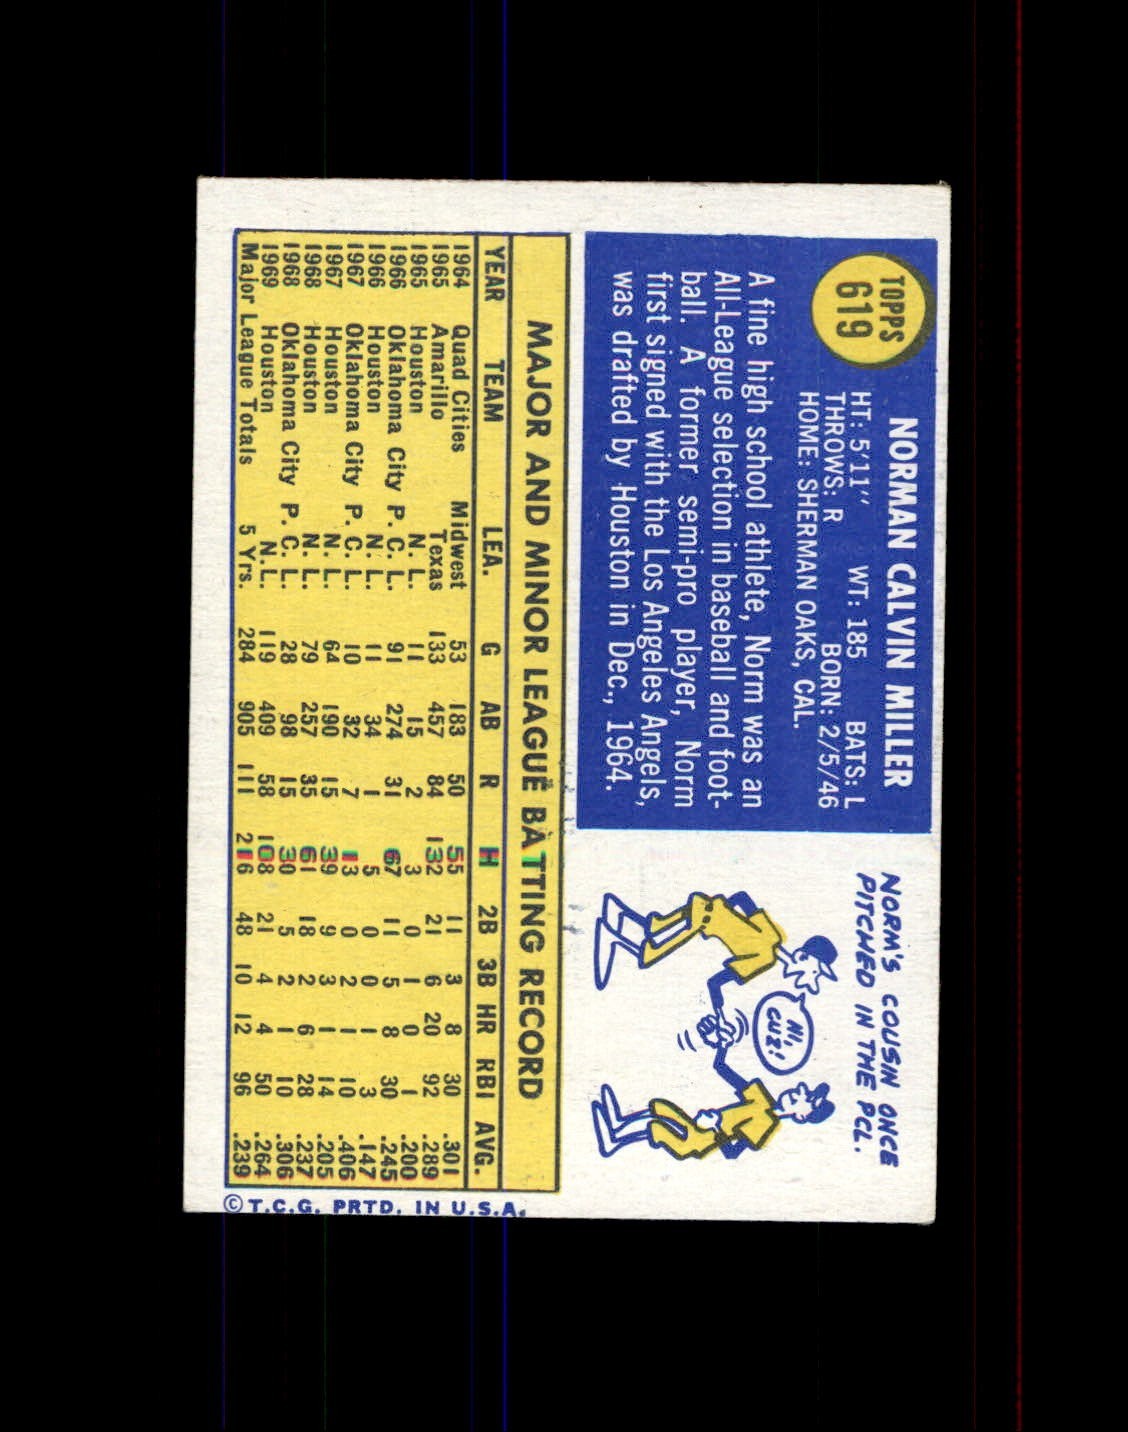 TOPPS
619
NORMAN CALVIN MILLER
HT: 5'11" WT: 185 BATS: L
THROWS: R BORN: 2/5/46
HOME: SHERMAN OAKS, CAL.
A fine high school athlete, Norm was an
All-League selection in baseball and foot-
ball. A former semi-pro player, Norm
first signed with the Los Angeles Angels,
was drafted by Houston in Dec., 1964.
NORM'S COUSIN ONCE
PITCHED IN THE PCL.
HI,
CUZ!
MAJOR AND MINOR LEAGUE BATTING RECORD
YEAR TEAM LEA. G AB R H 2B 3B HR RBI AVG.
1964 Quad Cities Midwest 53 183 50 55 11 3 8 30 .301
1965 Amarillo Texas 133 457 84 132 21 6 20 92 .289
1965 Houston N. L. 11 15 2 3 0 1 0 1 .200
1966 Oklahoma City P. C. L. 91 274 31 67 11 5 8 30 .245
1966 Houston N. L. 11 34 1 5 0 0 1 3 .147
1967 Oklahoma City P. C. L. 10 32 7 13 0 2 1 10 .406
1967 Houston N. L. 64 190 15 39 9 3 1 14 .205
1968 Houston N. L. 79 257 35 61 18 2 6 28 .237
1968 Oklahoma City P. C. L. 28 98 15 30 5 2 1 10 .306
1969 Houston N. L. 119 409 58 108 21 4 4 50 .264
Major League Totals 5 Yrs. 284 905 111 216 48 10 12 96 .239
© T.C.G. PRTD. IN U.S.A.